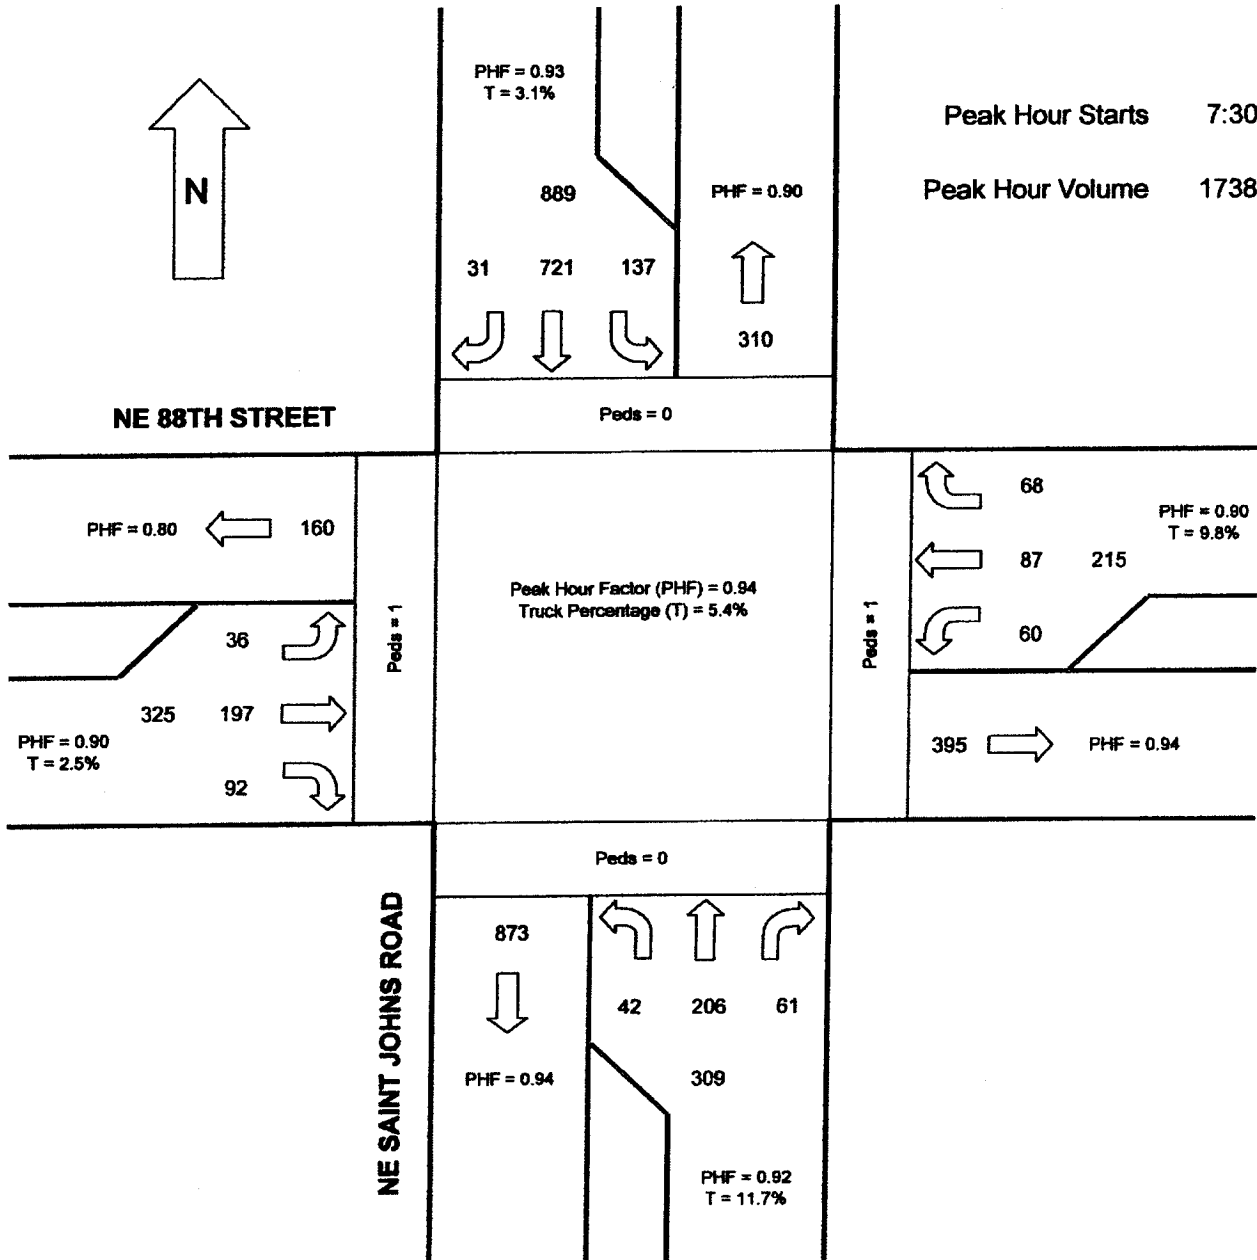 PHF = 0.93
T = 3.1%
Peak Hour Starts 7:30
N
889
PHF = 0.90
Peak Hour Volume 1738
31 721 137
310
NE 88TH STREET
Peds = 0
PHF = 0.80 160
68
PHF = 0.90
T = 9.8%
87 215
60
Peak Hour Factor (PHF) = 0.94
Truck Percentage (T) = 5.4%
Peds = 1
Peds = 1
36
325 197
PHF = 0.90
T = 2.5%
92
395 PHF = 0.94
Peds = 0
NE SAINT JOHNS ROAD
873
42 206 61
PHF = 0.94
309
PHF = 0.92
T = 11.7%